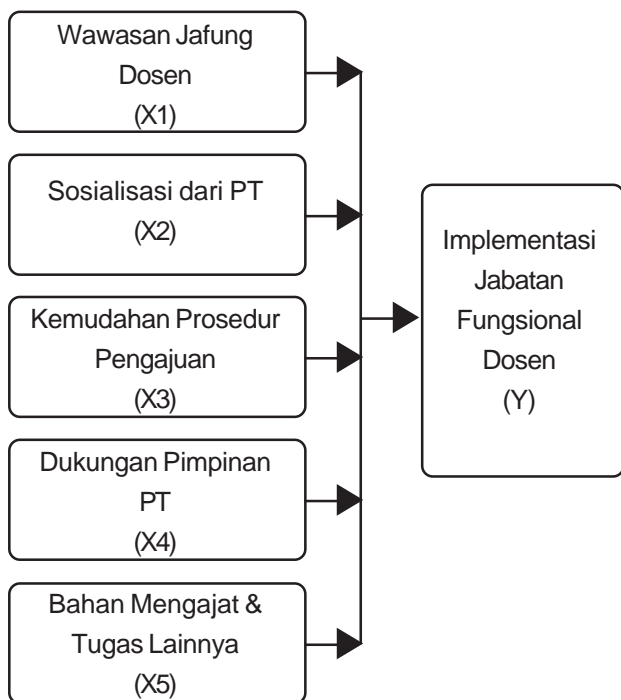 Wawasan Jafung
Dosen
(X1)
Sosialisasi dari PT
(X2)
Kemudahan Prosedur
Pengajuan
(X3)
Dukungan Pimpinan
PT
(X4)
Bahan Mengajat &
Tugas Lainnya
(X5)
Implementasi
Jabatan
Fungsional
Dosen
(Y)